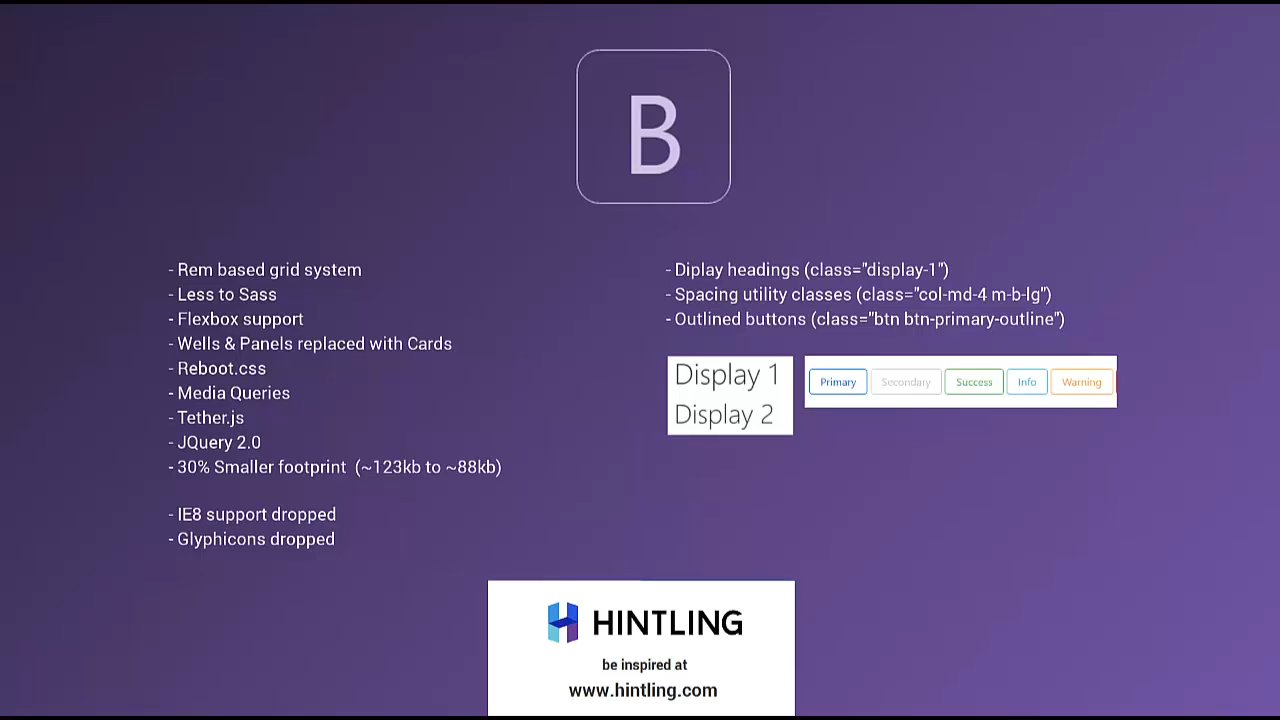 B
- Rem based grid system
- Less to Sass
- Flexbox support
- Wells & Panels replaced with Cards
- Reboot.css
- Media Queries
- Tether.js
- JQuery 2.0
- 30% Smaller footprint (~123kb to ~88kb)
- IE8 support dropped
- Glyphicons dropped
- Diplay headings (class="display-1")
- Spacing utility classes (class="col-md-4 m-b-lg")
- Outlined buttons (class="btn btn-primary-outline")
Display 1
Display 2
Primary Secondary Success Info Warning
HINTLING
be inspired at
www.hintling.com